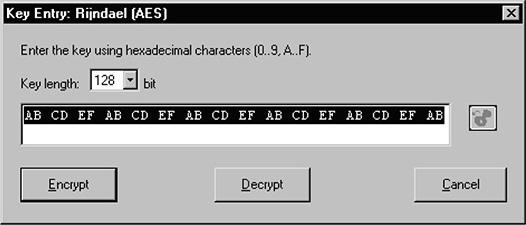 Key Entry: Rijndael (AES)
Enter the key using hexadecimal characters (0..9, A..F).
Key length: 128 bit
AB CD EF AB CD EF AB CD EF AB CD EF AB CD EF AB
Encrypt Decrypt Cancel